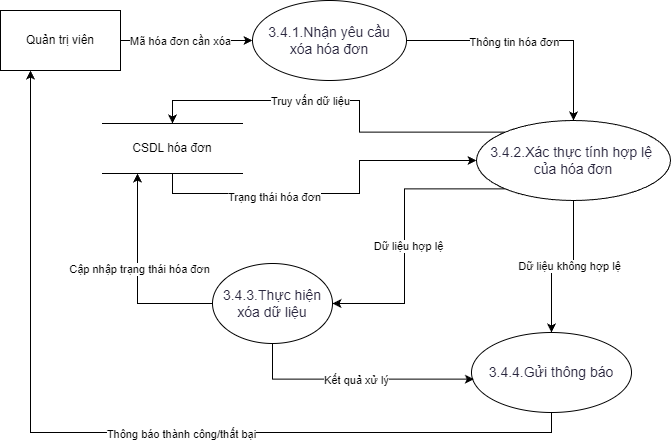 Quản trị viên
Mã hóa đơn cần xóa
3.4.1.Nhận yêu cầu
xóa hóa đơn
Thông tin hóa đơn
Truy vấn dữ liệu
CSDL hóa đơn
3.4.2.Xác thực tính hợp lệ
của hóa đơn
Trạng thái hóa đơn
Dữ liệu hợp lệ
Cập nhập trạng thái hóa đơn
Dữ liệu không hợp lệ
3.4.3.Thực hiện
xóa dữ liệu
3.4.4.Gửi thông báo
Kết quả xử lý
Thông báo thành công/thất bại